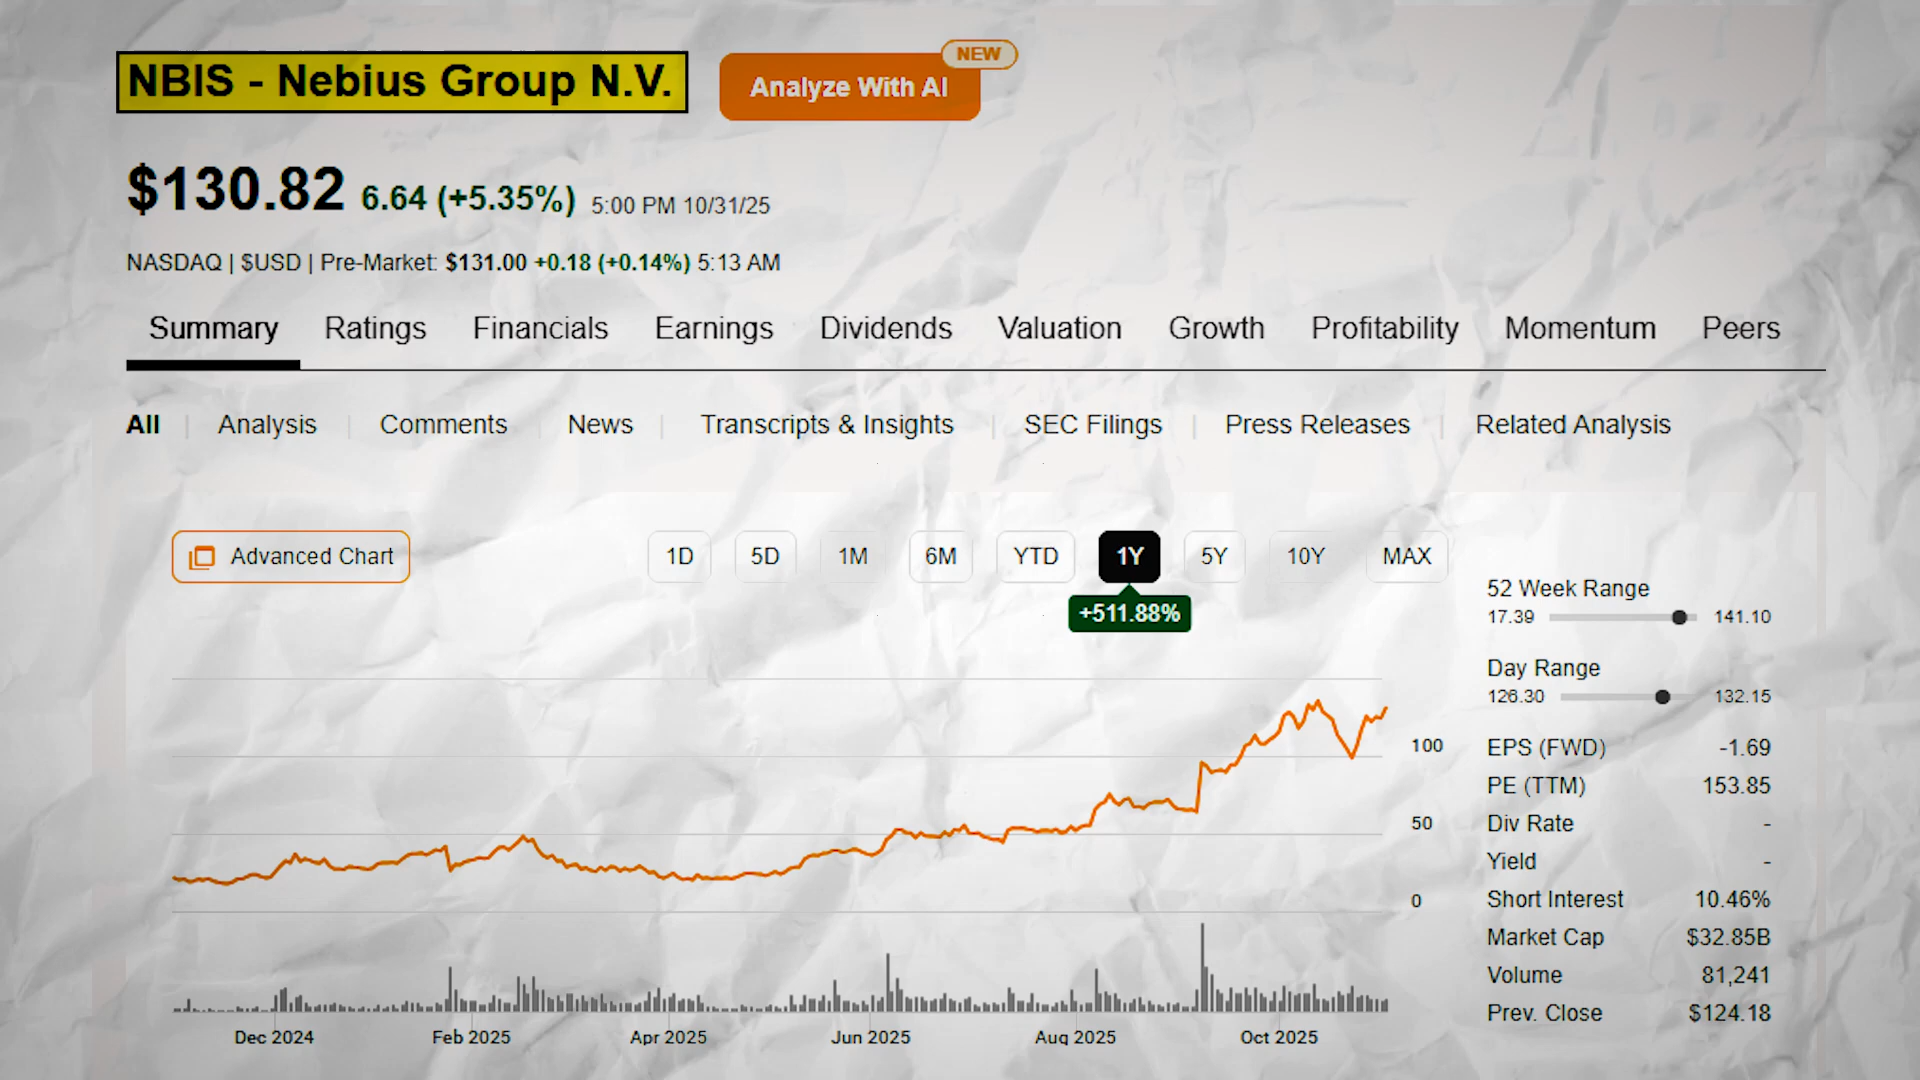 NBIS - Nebius Group N.V.
Analyze With AI
NEW
$130.82 6.64 (+5.35%) 5:00 PM 10/31/25
NASDAQ | $USD | Pre-Market: $131.00 +0.18 (+0.14%) 5:13 AM
Summary Ratings Financials Earnings Dividends Valuation Growth Profitability Momentum Peers
All Analysis Comments News Transcripts & Insights SEC Filings Press Releases Related Analysis
Advanced Chart
1D 5D 1M 6M YTD 1Y 5Y 10Y MAX
+511.88%
100
50
0
Dec 2024 Feb 2025 Apr 2025 Jun 2025 Aug 2025 Oct 2025
52 Week Range
17.39 141.10
Day Range
126.30 132.15
EPS (FWD) -1.69
PE (TTM) 153.85
Div Rate -
Yield -
Short Interest 10.46%
Market Cap $32.85B
Volume 81,241
Prev. Close $124.18